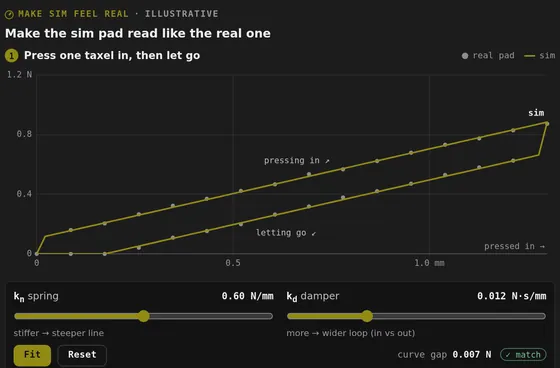 MAKE SIM FEEL REAL · ILLUSTRATIVE
Make the sim pad read like the real one
1 Press one taxel in, then let go
real pad sim
1.2 N
sim
0.8
pressing in ↗
0.4
letting go ↙
pressed in →
0
0 0.5 1.0 mm
kn spring 0.60 N/mm
kd damper 0.012 N·s/mm
stiffer → steeper line
more → wider loop (in vs out)
Fit Reset
curve gap 0.007 N ✓ match